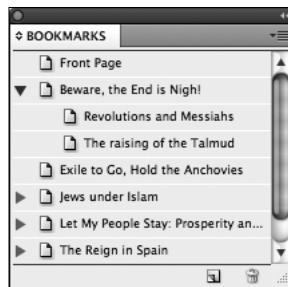 BOOKMARKS
Front Page
Beware, the End is Nigh!
Revolutions and Messiahs
The raising of the Talmud
Exile to Go, Hold the Anchovies
Jews under Islam
Let My People Stay: Prosperity an...
The Reign in Spain